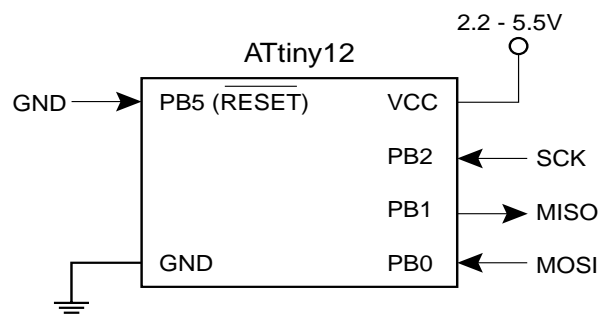 2.2 - 5.5V
ATtiny12
GND PB5 (RESET) VCC
PB2 SCK
PB1 MISO
GND PB0 MOSI